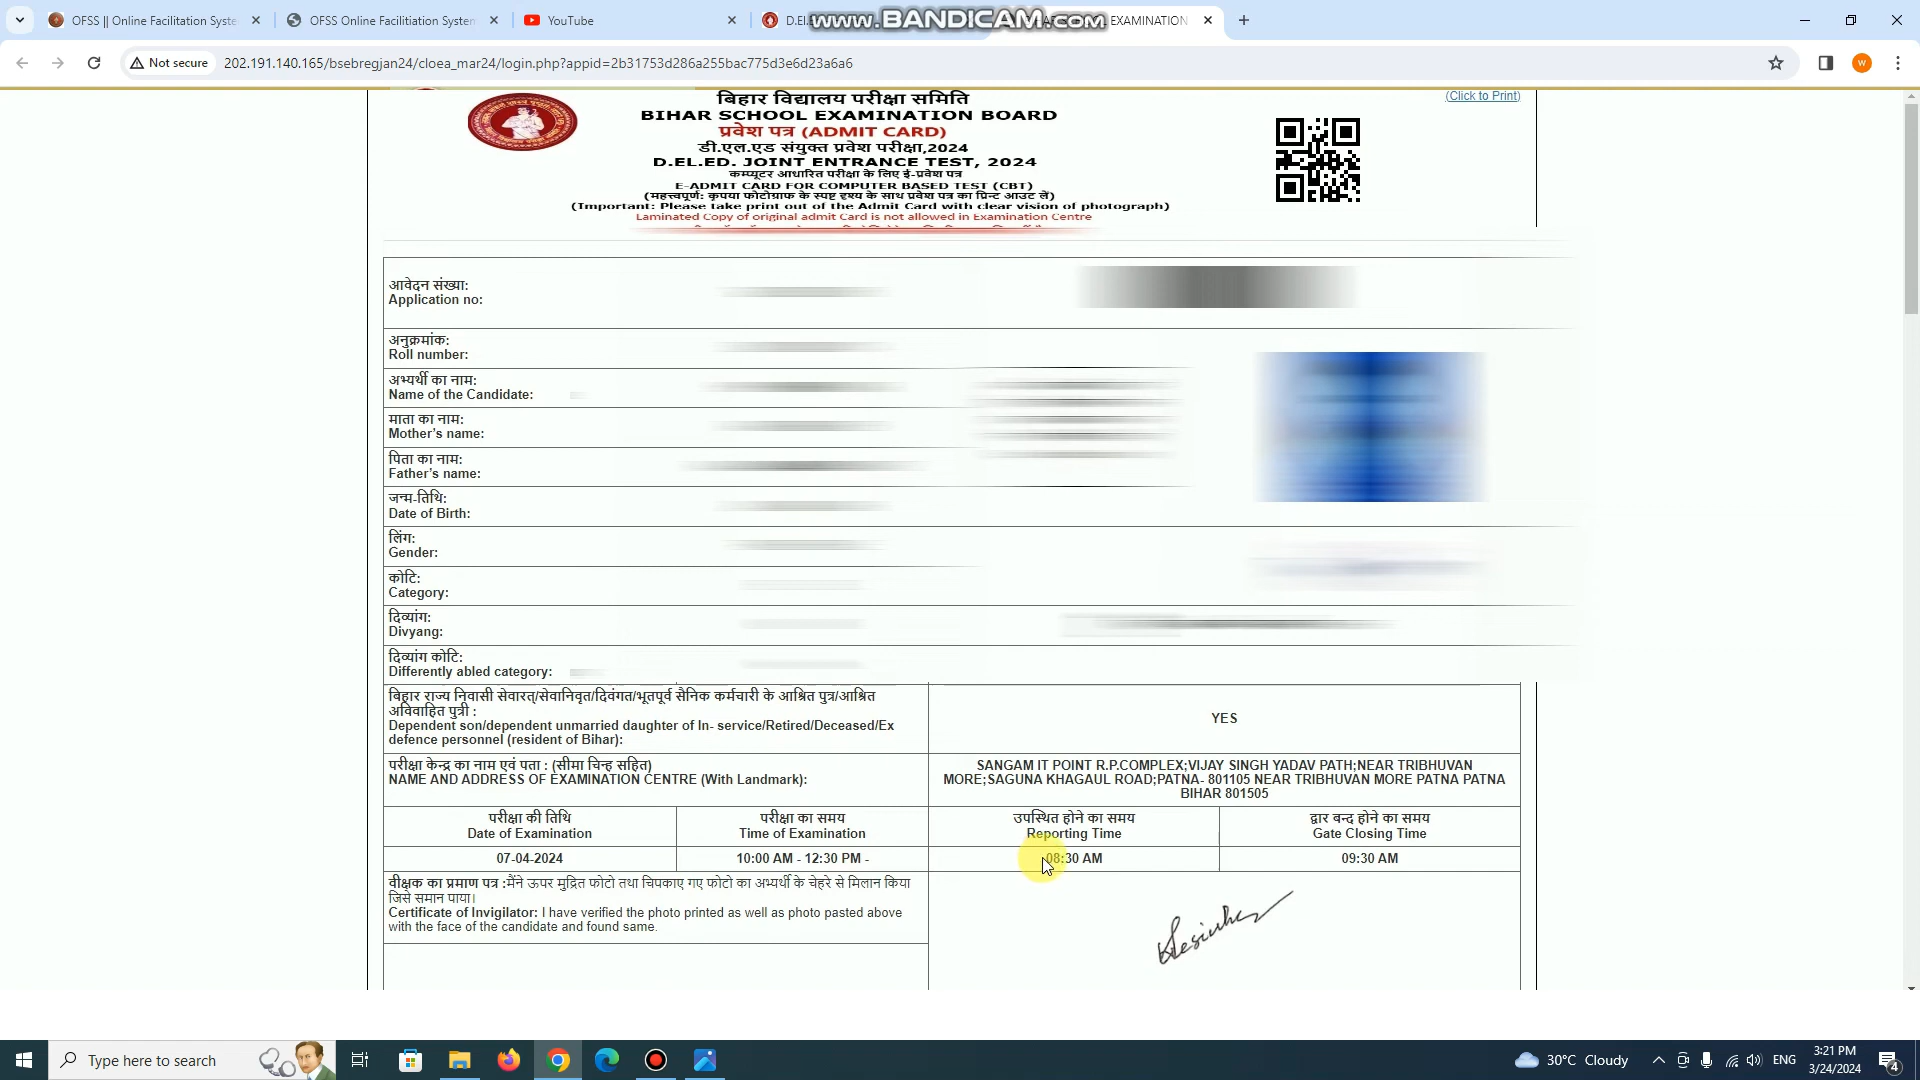 OFSS || Online Facilitation Syste
OFSS Online Facilitiation System
YouTube
D.El.E
EXAMINATION
www.BANDICAM.com
Not secure
202.191.140.165/bsebregjan24/cloea_mar24/login.php?appid=2b31753d286a255bac775d3e6d23a6a6
W
बिहार विद्यालय परीक्षा समिति
(Click to Print)
BIHAR SCHOOL EXAMINATION BOARD
प्रवेश पत्र (ADMIT CARD)
डी.एल.एड संयुक्त प्रवेश परीक्षा,2024
D.EL.ED. JOINT ENTRANCE TEST, 2024
कम्प्यूटर आधारित परीक्षा के लिए ई-प्रवेश पत्र
E-ADMIT CARD FOR COMPUTER BASED TEST (CBT)
(महत्त्वपूर्ण: कृपया फोटोग्राफ के स्पष्ट दृश्य के साथ प्रवेश पत्र का प्रिन्ट आउट लें)
(Important: Please take print out of the Admit Card with clear vision of photograph)
Laminated Copy of original admit Card is not allowed in Examination Centre
आवेदन संख्या:
Application no:
अनुक्रमांक:
Roll number:
अभ्यर्थी का नाम:
Name of the Candidate:
माता का नाम:
Mother's name:
पिता का नाम:
Father's name:
जन्म-तिथि:
Date of Birth:
लिंग:
Gender:
कोटि:
Category:
दिव्यांग:
Divyang:
दिव्यांग कोटि:
Differently abled category:
बिहार राज्य निवासी सेवारत्/सेवानिवृत/दिवंगत/भूतपूर्व सैनिक कर्मचारी के आश्रित पुत्र/आश्रित
अविवाहित पुत्री :
Dependent son/dependent unmarried daughter of In- service/Retired/Deceased/Ex
defence personnel (resident of Bihar):
YES
परीक्षा केन्द्र का नाम एवं पता : (सीमा चिन्ह सहित)
NAME AND ADDRESS OF EXAMINATION CENTRE (With Landmark):
SANGAM IT POINT R.P.COMPLEX;VIJAY SINGH YADAV PATH;NEAR TRIBHUVAN
MORE;SAGUNA KHAGAUL ROAD;PATNA- 801105 NEAR TRIBHUVAN MORE PATNA PATNA
BIHAR 801505
परीक्षा की तिथि
Date of Examination
परीक्षा का समय
Time of Examination
उपस्थित होने का समय
Reporting Time
द्वार बन्द होने का समय
Gate Closing Time
07-04-2024
10:00 AM - 12:30 PM -
08:30 AM
09:30 AM
वीक्षक का प्रमाण पत्र :मैंने ऊपर मुद्रित फोटो तथा चिपकाए गए फोटो का अभ्यर्थी के चेहरे से मिलान किया
जिसे समान पाया।
Certificate of Invigilator: I have verified the photo printed as well as photo pasted above
with the face of the candidate and found same.
Type here to search
30°C Cloudy
ENG
3:21 PM
3/24/2024
4